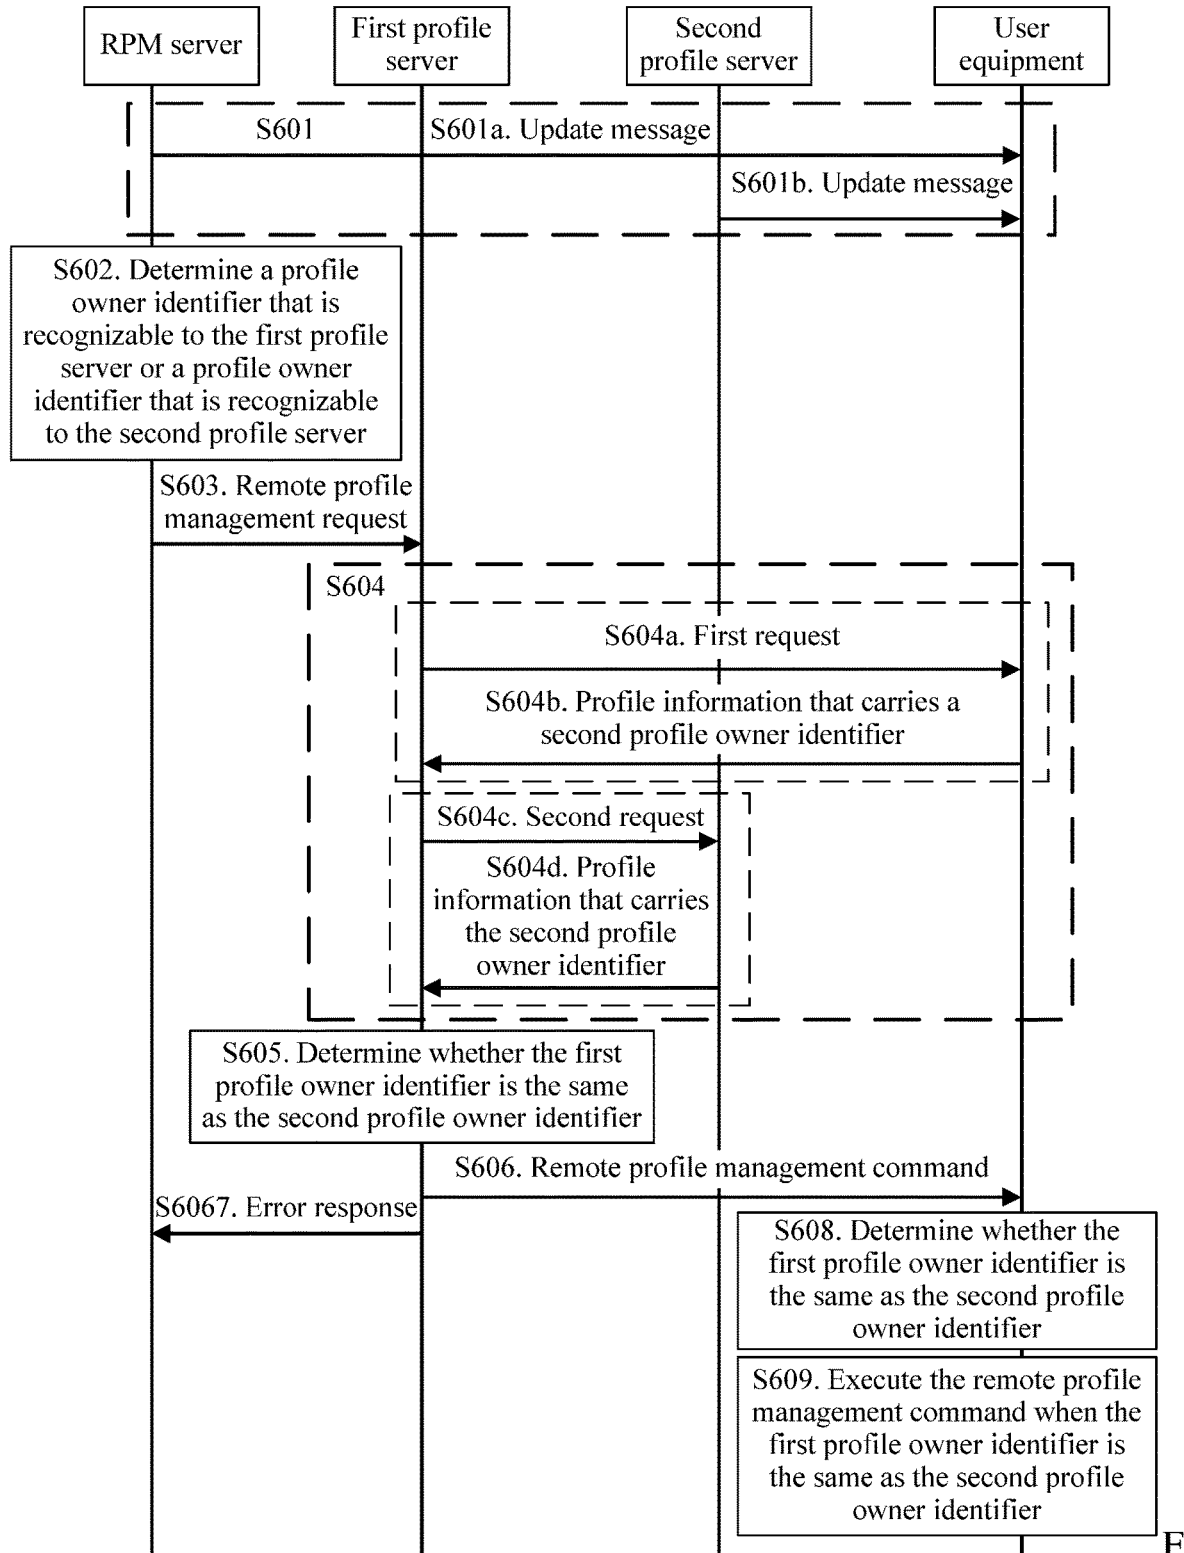 RPM server
First profile
server
Second
profile server
User
equipment
S601
S601a. Update message
S601b. Update message
S602. Determine a profile
owner identifier that is
recognizable to the first profile
server or a profile owner
identifier that is recognizable
to the second profile server
S603. Remote profile
management request
S604
S604a. First request
S604b. Profile information that carries a
second profile owner identifier
S604c. Second request
S604d. Profile
information that carries
the second profile
owner identifier
S605. Determine whether the first
profile owner identifier is the same
as the second profile owner identifier
S606. Remote profile management command
S6067. Error response
S608. Determine whether the
first profile owner identifier is
the same as the second profile
owner identifier
S609. Execute the remote profile
management command when the
first profile owner identifier is
the same as the second profile
owner identifier